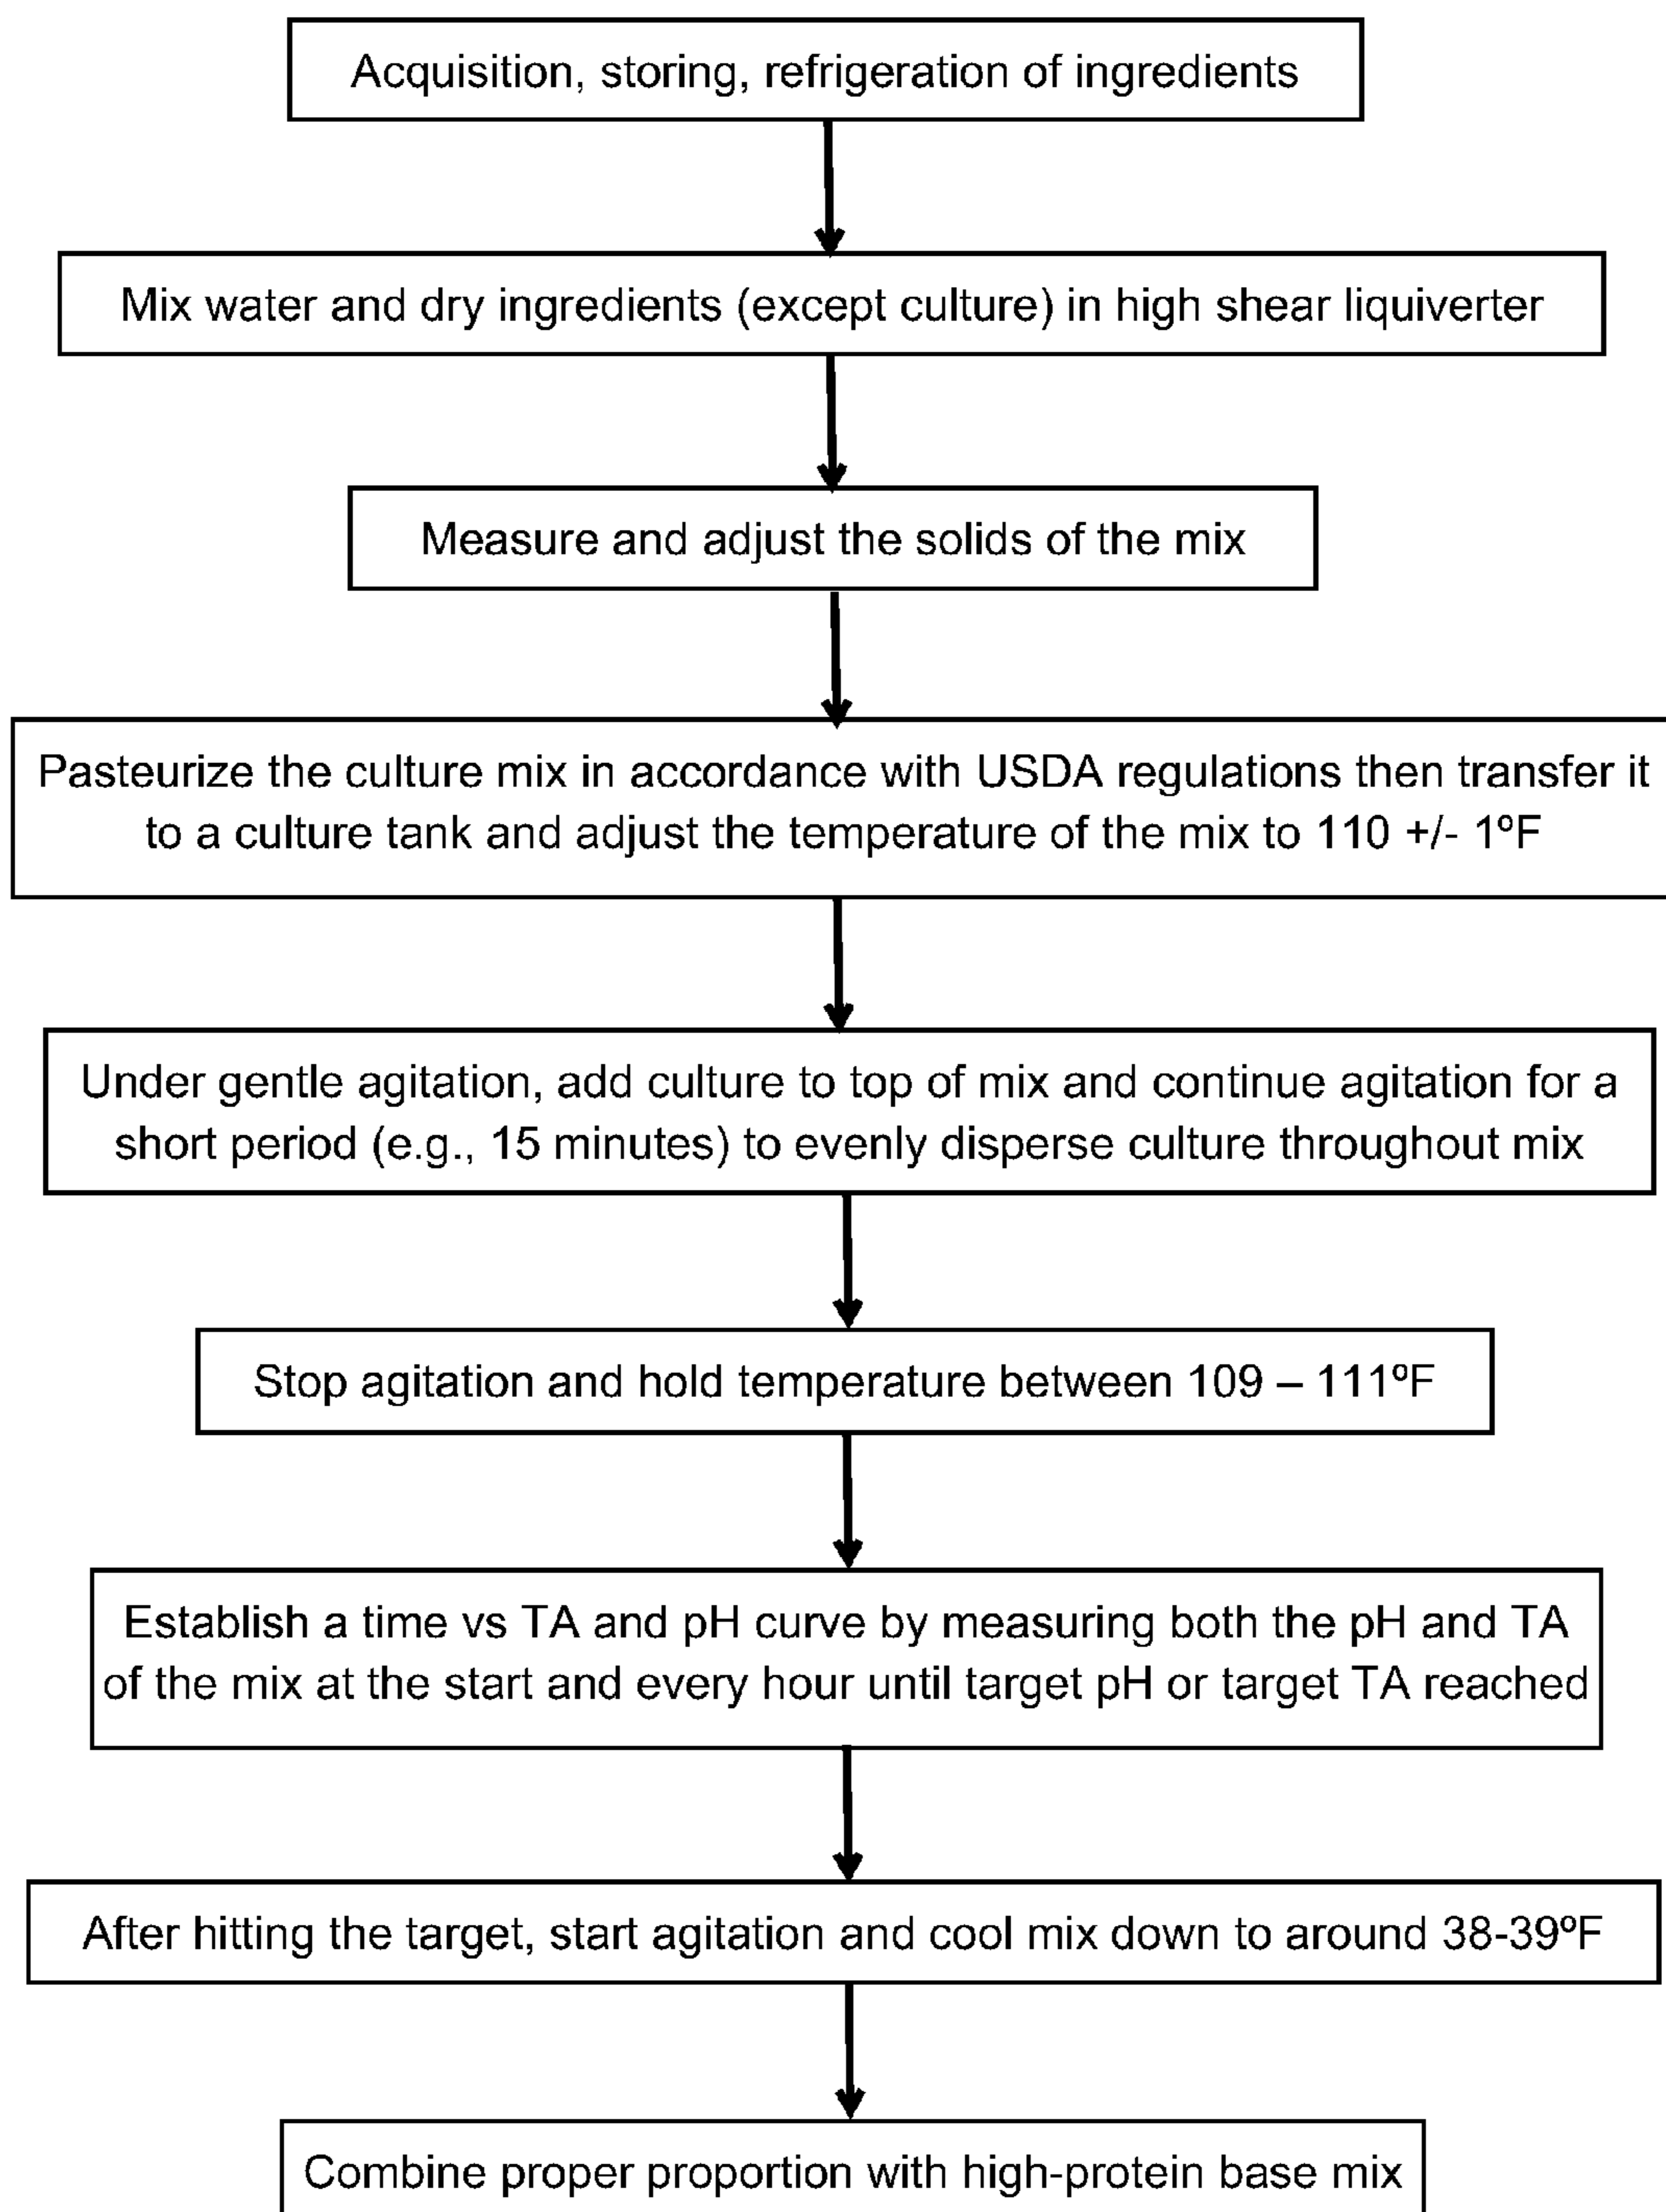 Acquisition, storing, refrigeration of ingredients
Mix water and dry ingredients (except culture) in high shear liquiverter
Measure and adjust the solids of the mix
Pasteurize the culture mix in accordance with USDA regulations then transfer it
to a culture tank and adjust the temperature of the mix to 110 +/- 1ºF
Under gentle agitation, add culture to top of mix and continue agitation for a
short period (e.g., 15 minutes) to evenly disperse culture throughout mix
Stop agitation and hold temperature between 109 – 111ºF
Establish a time vs TA and pH curve by measuring both the pH and TA
of the mix at the start and every hour until target pH or target TA reached
After hitting the target, start agitation and cool mix down to around 38-39ºF
Combine proper proportion with high-protein base mix